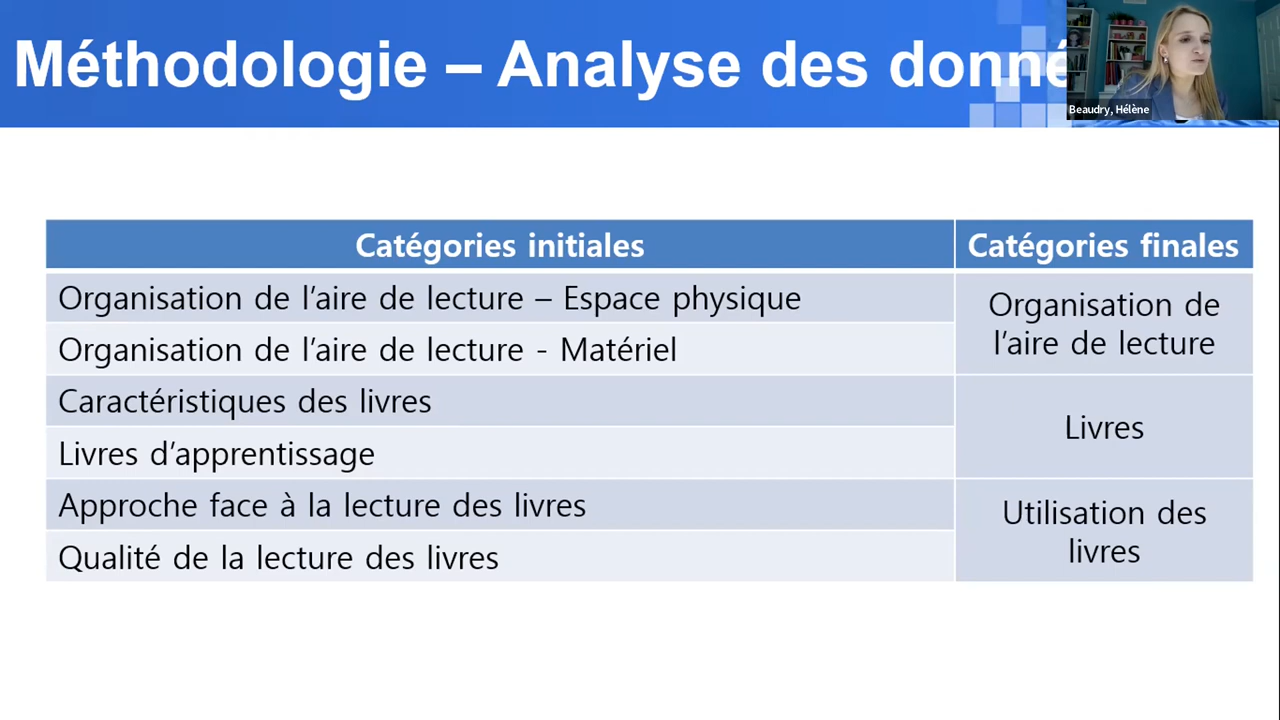 Méthodologie – Analyse des donné
Beaudry, Hélène
Catégories initiales
Catégories finales
Organisation de l'aire de lecture – Espace physique
Organisation de l'aire de lecture - Matériel
Organisation de
l'aire de lecture
Caractéristiques des livres
Livres d'apprentissage
Livres
Approche face à la lecture des livres
Qualité de la lecture des livres
Utilisation des
livres